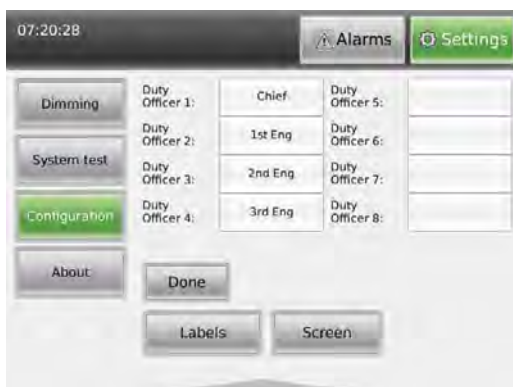 07:20:28
Alarms
Settings
Dimming
System test
Configuration
About
Duty
Officer 1:
Chief
Duty
Officer 5:
Duty
Officer 2:
1st Eng
Duty
Officer 6:
Duty
Officer 3:
2nd Eng
Duty
Officer 7:
Duty
Officer 4:
3rd Eng
Duty
Officer 8:
Done
Labels
Screen